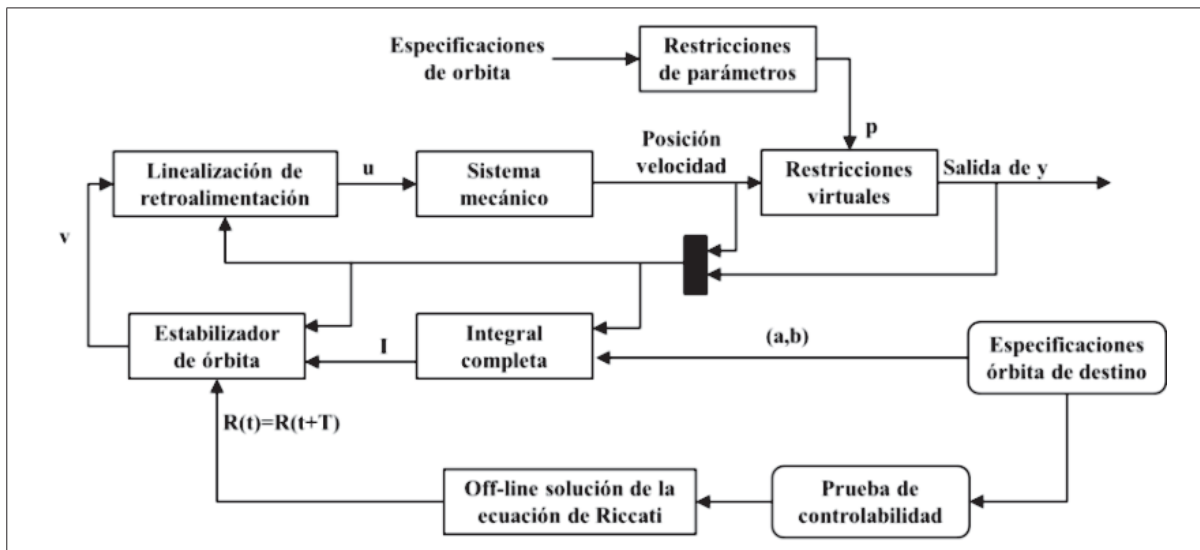 Especificaciones
de orbita
Restricciones
de parámetros
p
Linealización de
retroalimentación
u
Sistema
mecánico
Posición
velocidad
Restricciones
virtuales
Salida de y
v
Estabilizador
de órbita
I
Integral
completa
(a,b)
Especificaciones
órbita de destino
R(t)=R(t+T)
Off-line solución de la
ecuación de Riccati
Prueba de
controlabilidad